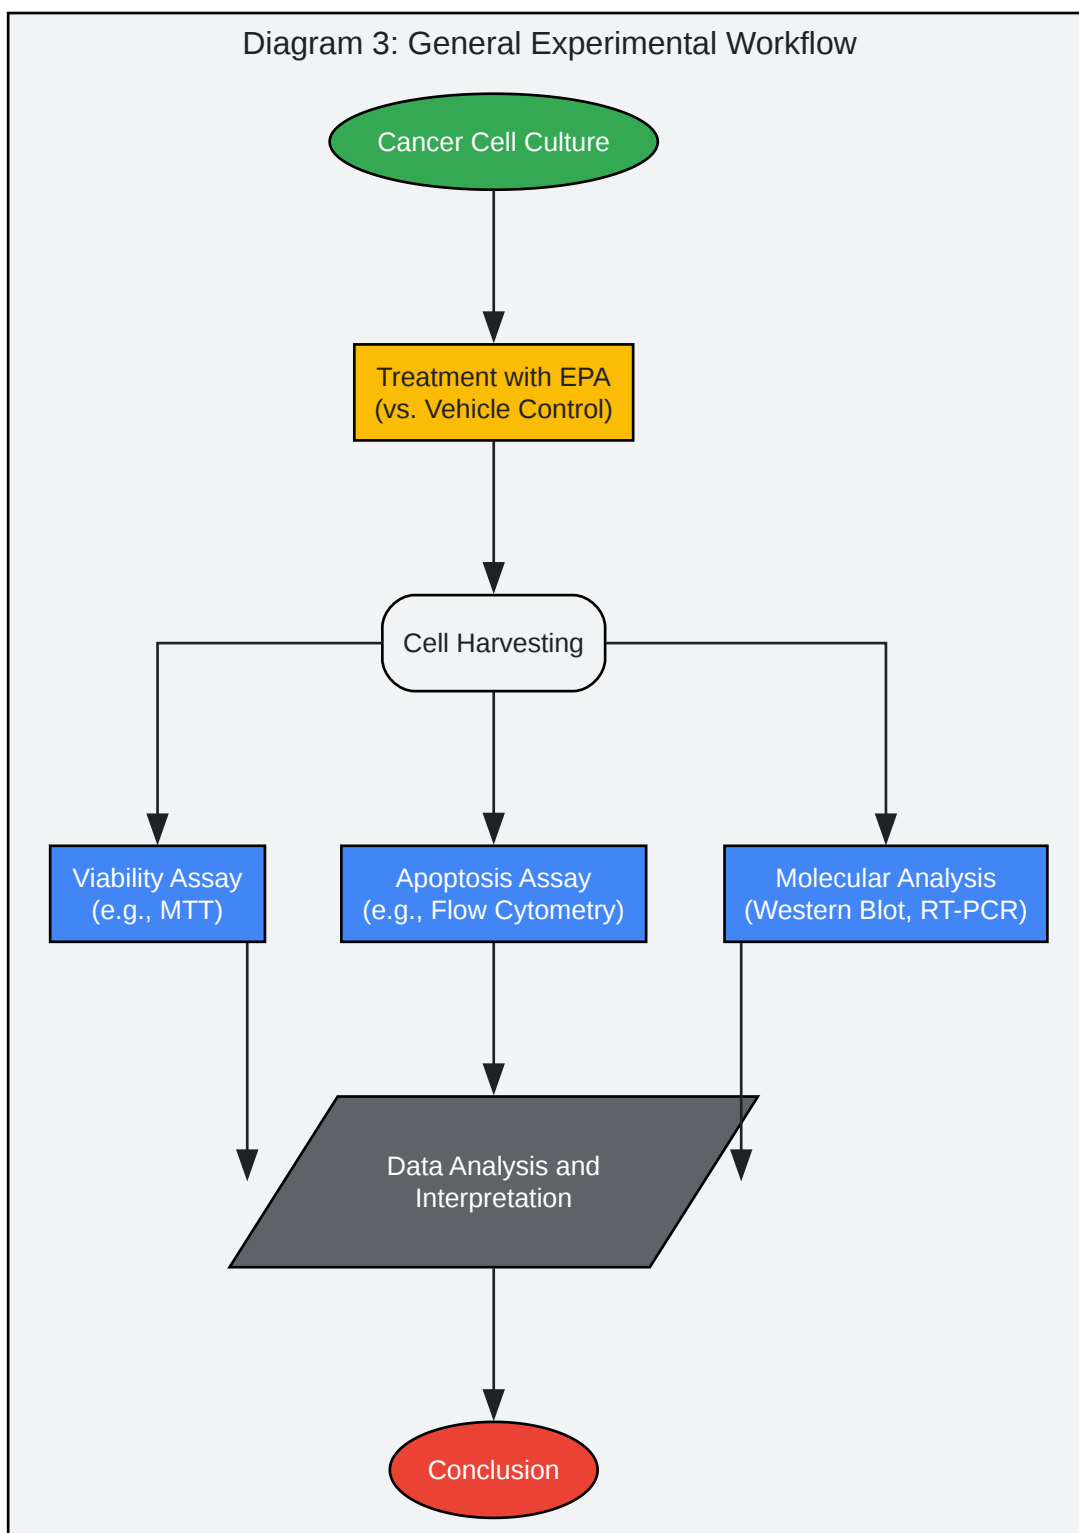 Diagram 3: General Experimental Workflow
Cancer Cell Culture
Treatment with EPA
(vs. Vehicle Control)
Cell Harvesting
Viability Assay
(e.g., MTT)
Apoptosis Assay
(e.g., Flow Cytometry)
Molecular Analysis
(Western Blot, RT-PCR)
Data Analysis and
Interpretation
Conclusion